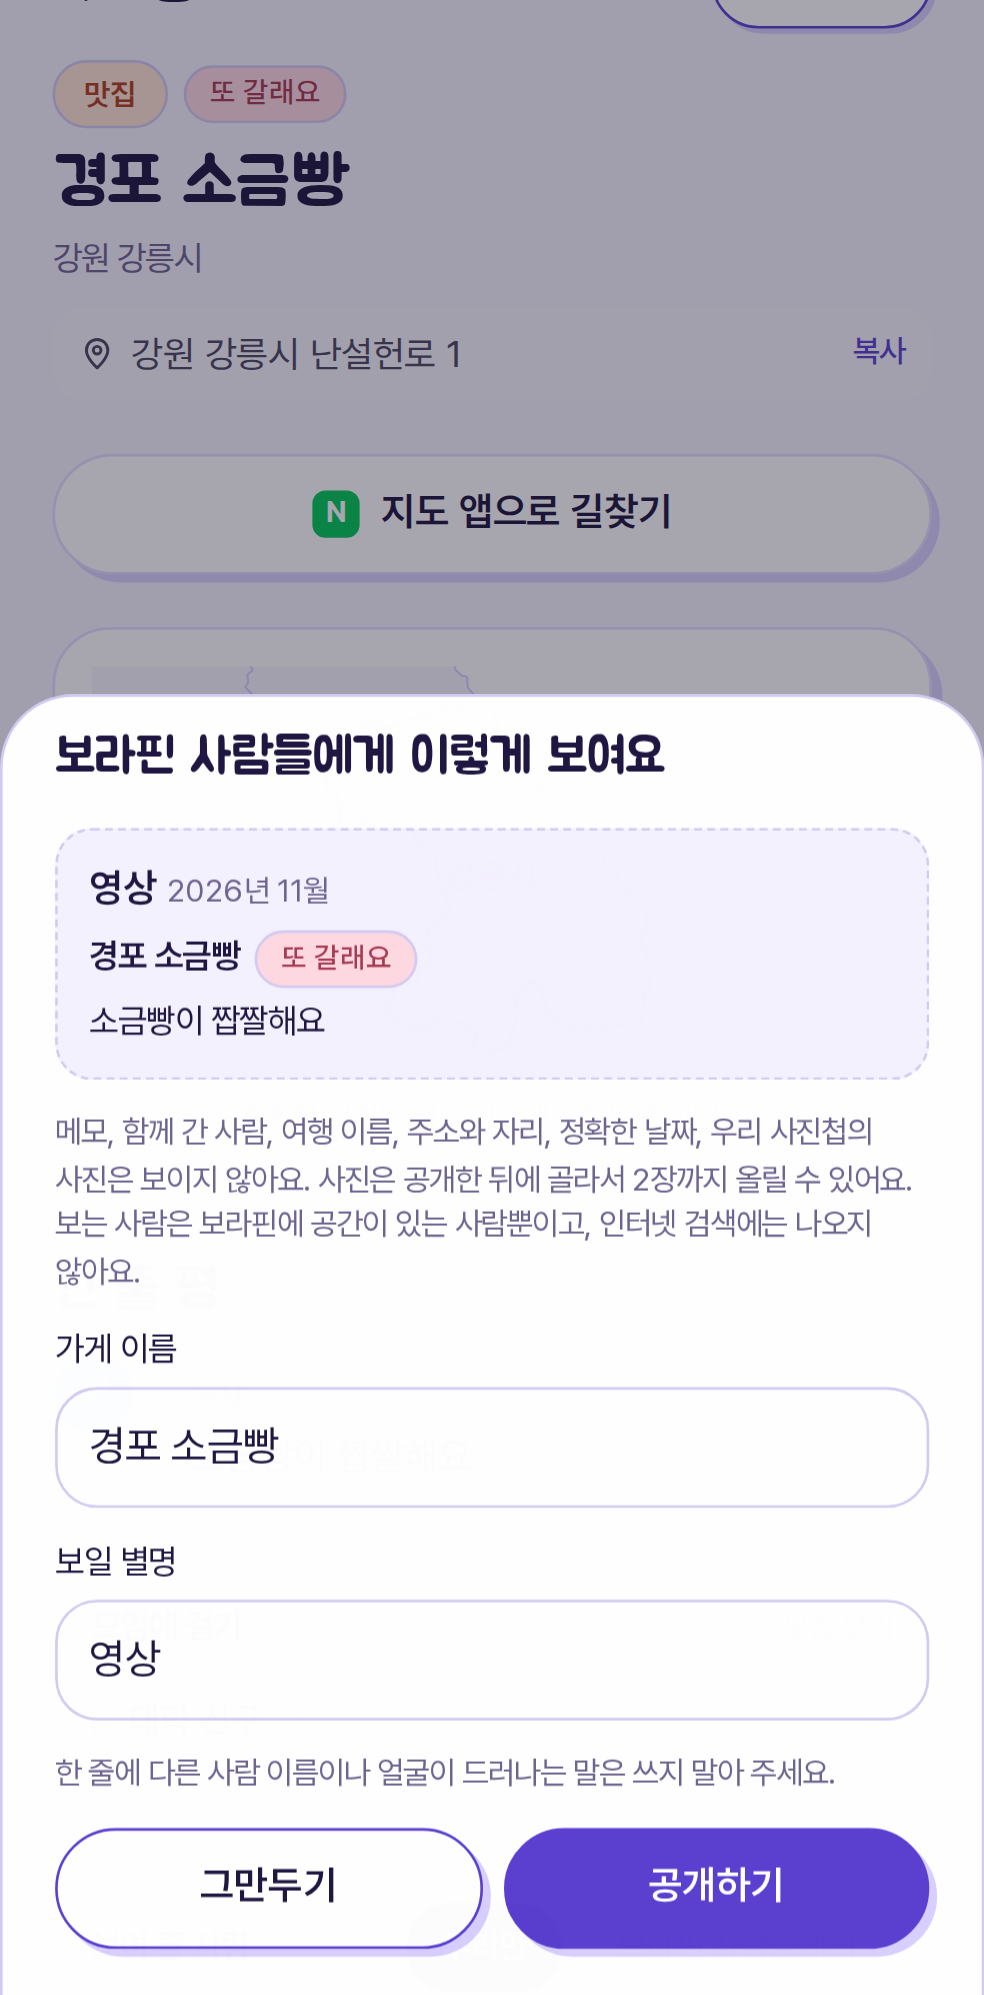 맛집 또 갈래요
경포 소금빵
강원 강릉시
강원 강릉시 난설헌로 1 복사
N 지도 앱으로 길찾기
보라핀 사람들에게 이렇게 보여요
영상 2026년 11월
경포 소금빵 또 갈래요
소금빵이 짭짤해요
메모, 함께 간 사람, 여행 이름, 주소와 자리, 정확한 날짜, 우리 사진첩의
사진은 보이지 않아요. 사진은 공개한 뒤에 골라서 2장까지 올릴 수 있어요.
보는 사람은 보라핀에 공간이 있는 사람뿐이고, 인터넷 검색에는 나오지
않아요.
가게 이름
경포 소금빵
보일 별명
영상
한 줄에 다른 사람 이름이나 얼굴이 드러나는 말은 쓰지 말아 주세요.
그만두기 공개하기